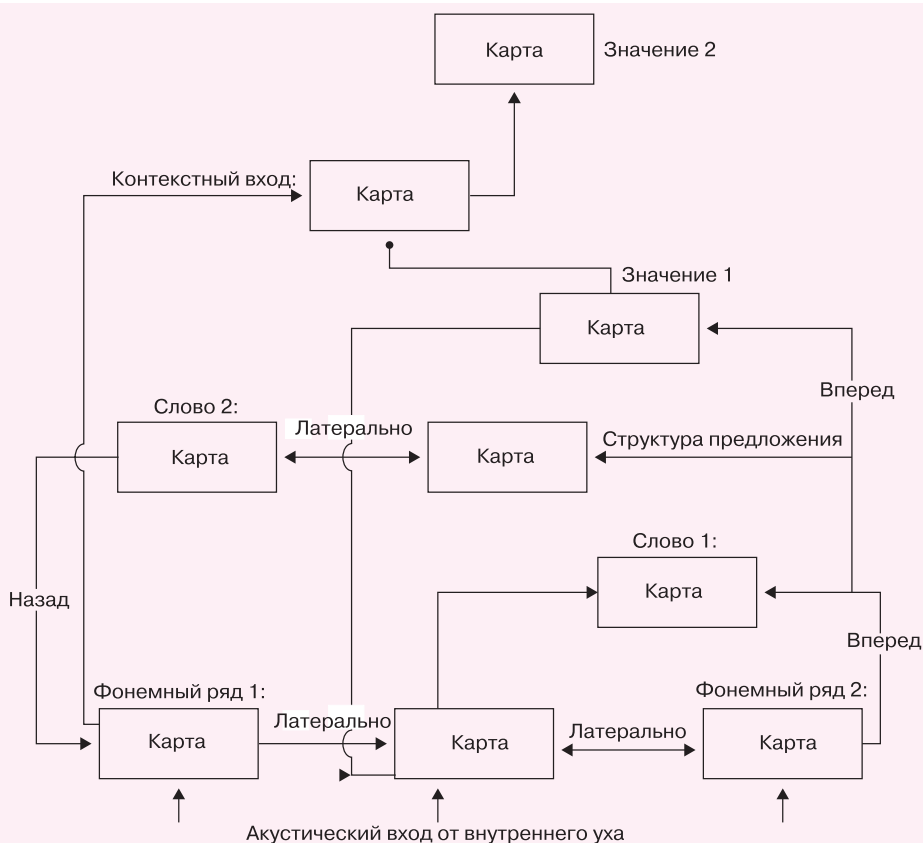 Карта
Значение 2
Контекстный вход:
Карта
Значение 1
Карта
Вперед
Слово 2:
Латерально
Карта
Карта
Структура предложения
Слово 1:
Карта
Назад
Вперед
Фонемный ряд 1:
Фонемный ряд 2:
Латерально
Латерально
Карта
Карта
Карта
Акустический вход от внутреннего уха